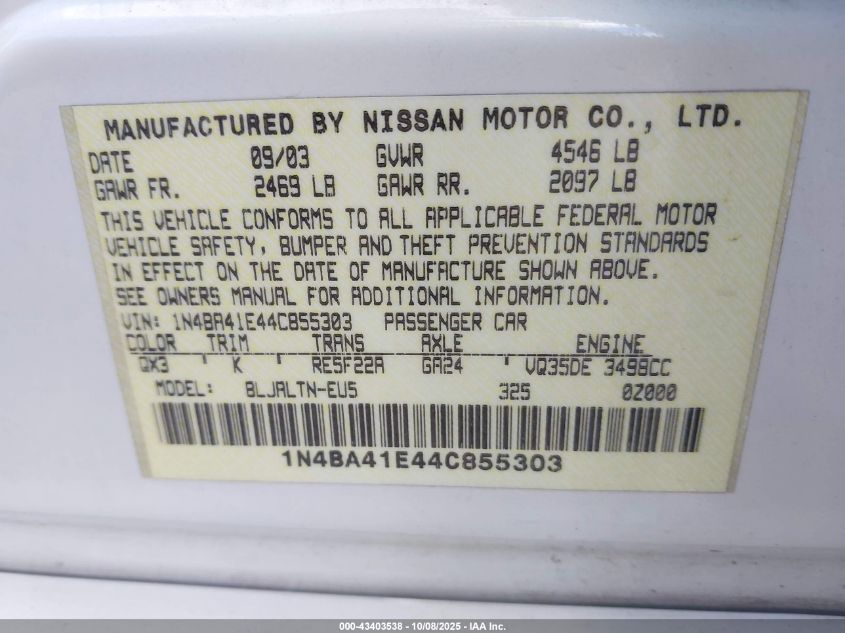 MANUFACTURED BY NISSAN MOTOR CO., LTD.
DATE 09/03 GVWR 4546 LB
GAWR FR. 2469 LB GAWR RR. 2097 LB
THIS VEHICLE CONFORMS TO ALL APPLICABLE FEDERAL MOTOR
VEHICLE SAFETY, BUMPER AND THEFT PREVENTION STANDARDS
IN EFFECT ON THE DATE OF MANUFACTURE SHOWN ABOVE.
SEE OWNERS MANUAL FOR ADDITIONAL INFORMATION.
VIN: 1N4BA41E44C855303 PASSENGER CAR
COLOR TRIM TRANS AXLE ENGINE
QX3 ' K ' RE5F22A GA24 ' VQ35DE 3498CC
MODEL: BLJALTN-EU5 325 0Z000
1N4BA41E44C855303
000-43403538 - 10/08/2025 - IAA Inc.